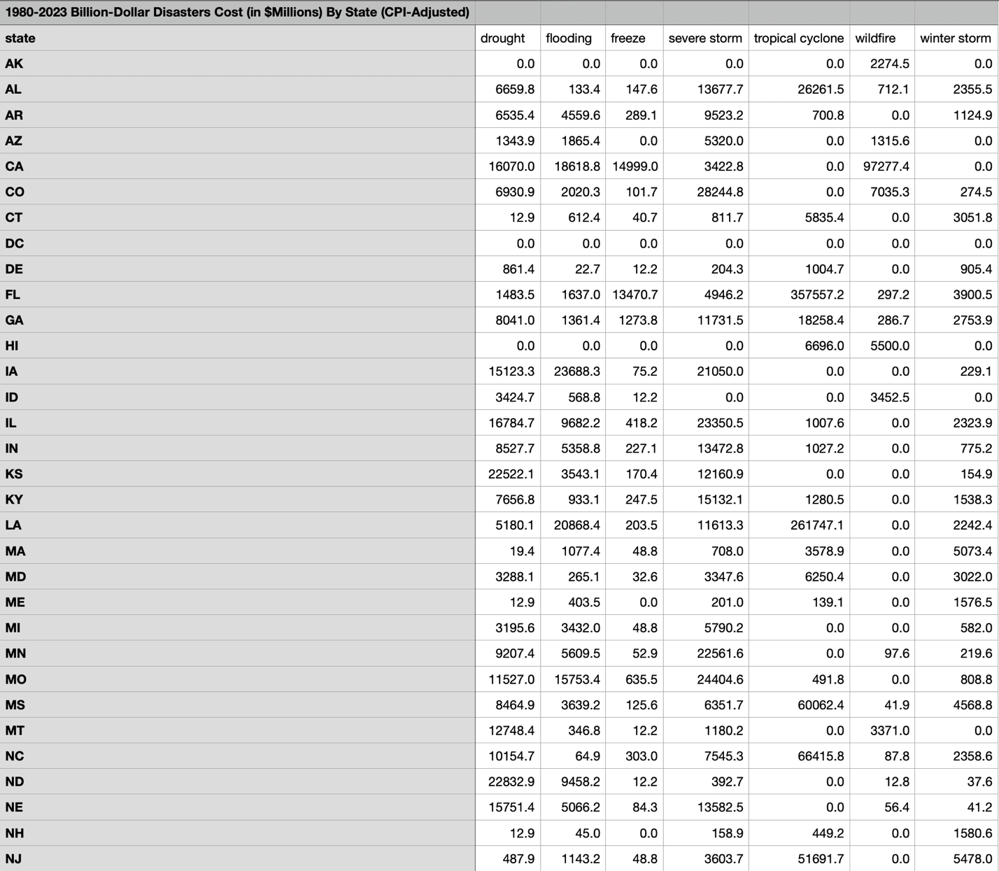 1980-2023 Billion-Dollar Disasters Cost (in $Millions) By State (CPI-Adjusted)
state drought flooding freeze severe storm tropical cyclone wildfire winter storm
AK 0.0 0.0 0.0 0.0 0.0 2274.5 0.0
AL 6659.8 133.4 147.6 13677.7 26261.5 712.1 2355.5
AR 6535.4 4559.6 289.1 9523.2 700.8 0.0 1124.9
AZ 1343.9 1865.4 0.0 5320.0 0.0 1315.6 0.0
CA 16070.0 18618.8 14999.0 3422.8 0.0 97277.4 0.0
CO 6930.9 2020.3 101.7 28244.8 0.0 7035.3 274.5
CT 12.9 612.4 40.7 811.7 5835.4 0.0 3051.8
DC 0.0 0.0 0.0 0.0 0.0 0.0 0.0
DE 861.4 22.7 12.2 204.3 1004.7 0.0 905.4
FL 1483.5 1637.0 13470.7 4946.2 357557.2 297.2 3900.5
GA 8041.0 1361.4 1273.8 11731.5 18258.4 286.7 2753.9
HI 0.0 0.0 0.0 0.0 6696.0 5500.0 0.0
IA 15123.3 23688.3 75.2 21050.0 0.0 0.0 229.1
ID 3424.7 568.8 12.2 0.0 0.0 3452.5 0.0
IL 16784.7 9682.2 418.2 23350.5 1007.6 0.0 2323.9
IN 8527.7 5358.8 227.1 13472.8 1027.2 0.0 775.2
KS 22522.1 3543.1 170.4 12160.9 0.0 0.0 154.9
KY 7656.8 933.1 247.5 15132.1 1280.5 0.0 1538.3
LA 5180.1 20868.4 203.5 11613.3 261747.1 0.0 2242.4
MA 19.4 1077.4 48.8 708.0 3578.9 0.0 5073.4
MD 3288.1 265.1 32.6 3347.6 6250.4 0.0 3022.0
ME 12.9 403.5 0.0 201.0 139.1 0.0 1576.5
MI 3195.6 3432.0 48.8 5790.2 0.0 0.0 582.0
MN 9207.4 5609.5 52.9 22561.6 0.0 97.6 219.6
MO 11527.0 15753.4 635.5 24404.6 491.8 0.0 808.8
MS 8464.9 3639.2 125.6 6351.7 60062.4 41.9 4568.8
MT 12748.4 346.8 12.2 1180.2 0.0 3371.0 0.0
NC 10154.7 64.9 303.0 7545.3 66415.8 87.8 2358.6
ND 22832.9 9458.2 12.2 392.7 0.0 12.8 37.6
NE 15751.4 5066.2 84.3 13582.5 0.0 56.4 41.2
NH 12.9 45.0 0.0 158.9 449.2 0.0 1580.6
NJ 487.9 1143.2 48.8 3603.7 51691.7 0.0 5478.0